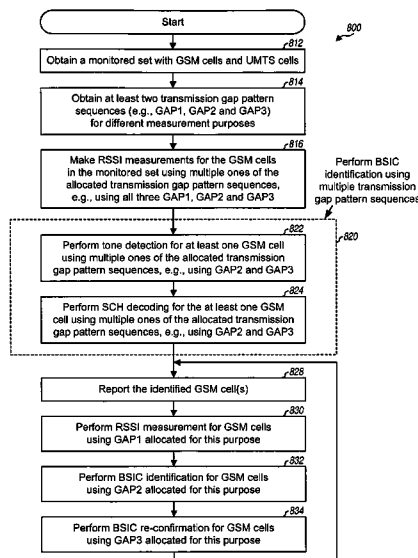 Start
800
812
Obtain a monitored set with GSM cells and UMTS cells
814
Obtain at least two transmission gap pattern
sequences (e.g., GAP1, GAP2 and GAP3)
for different measurement purposes
816
Make RSSI measurements for the GSM cells
in the monitored set using multiple ones of
the allocated transmission gap pattern sequences,
e.g., using all three GAP1, GAP2 and GAP3
Perform BSIC
identification using
multiple transmission
gap pattern sequences
820
822
Perform tone detection for at least one GSM cell
using multiple ones of the allocated transmission
gap pattern sequences, e.g., using GAP2 and GAP3
824
Perform SCH decoding for the at least one GSM
cell using multiple ones of the allocated transmission
gap pattern sequences, e.g., using GAP2 and GAP3
828
Report the identified GSM cell(s)
830
Perform RSSI measurement for GSM cells
using GAP1 allocated for this purpose
832
Perform BSIC identification for GSM cells
using GAP2 allocated for this purpose
834
Perform BSIC re-confirmation for GSM cells
using GAP3 allocated for this purpose